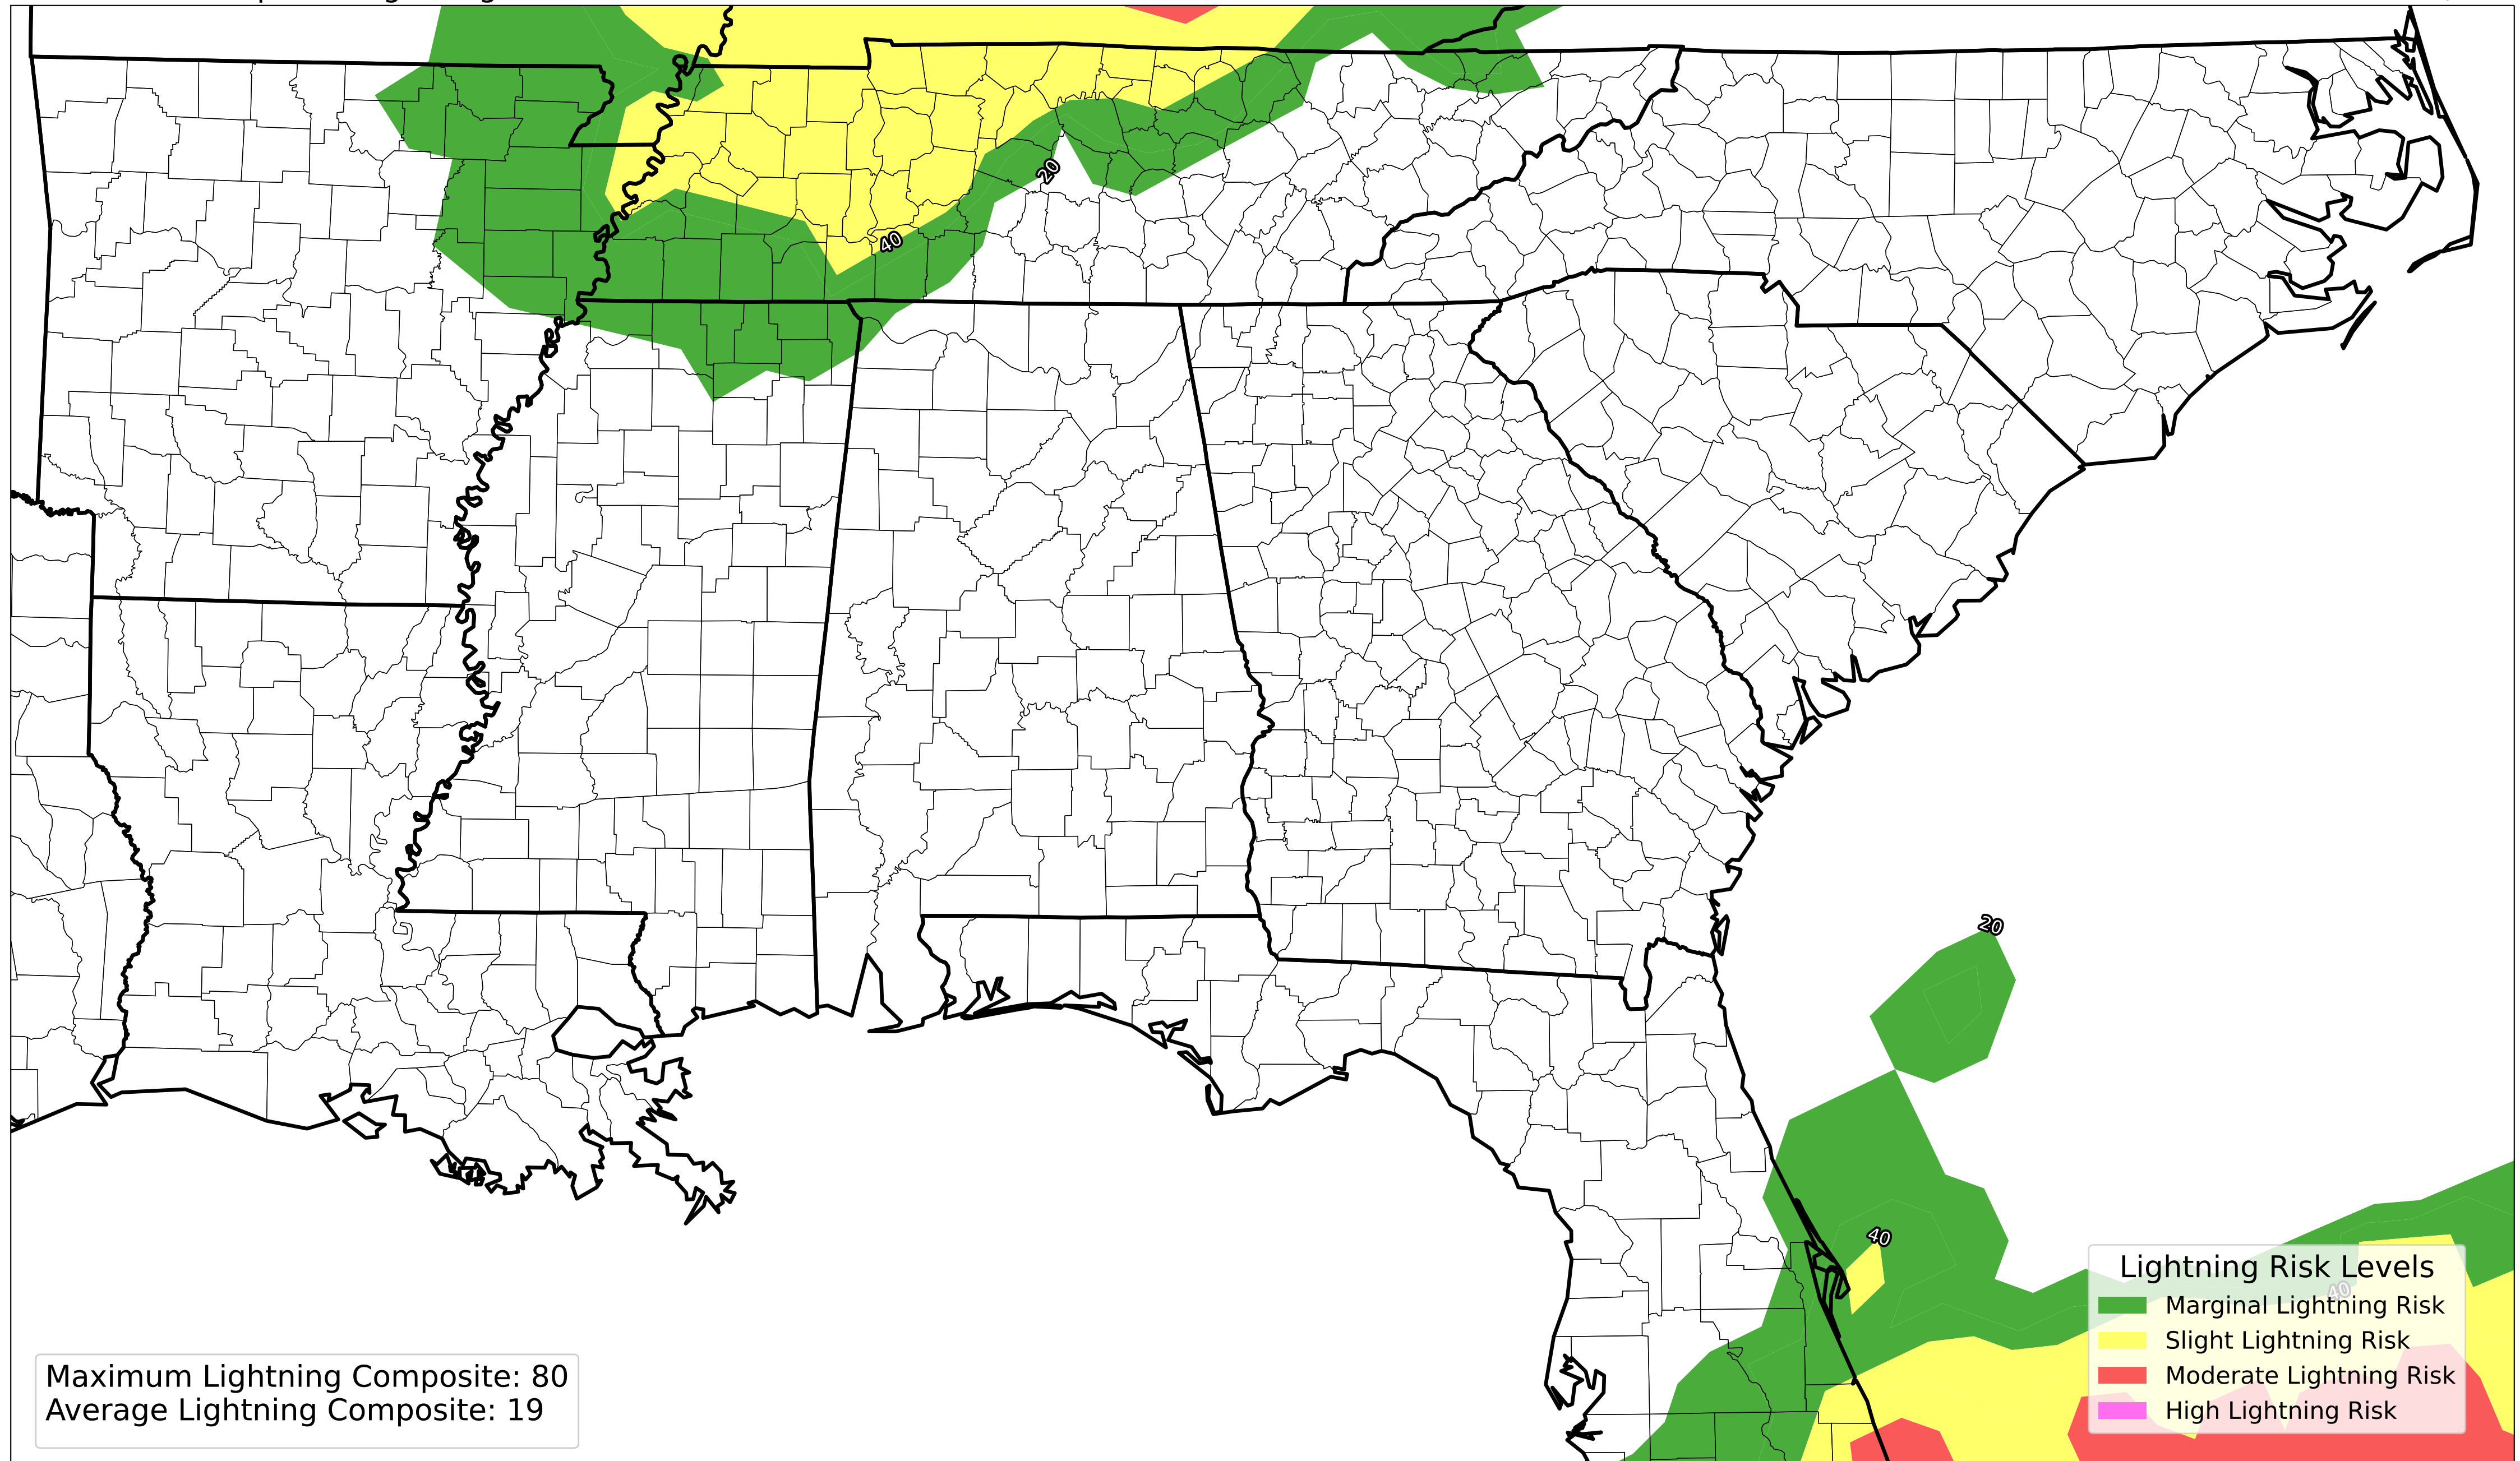 20
40
20
40
40
Lightning Risk Levels
Marginal Lightning Risk
Slight Lightning Risk
Moderate Lightning Risk
High Lightning Risk
Maximum Lightning Composite: 80
Average Lightning Composite: 19